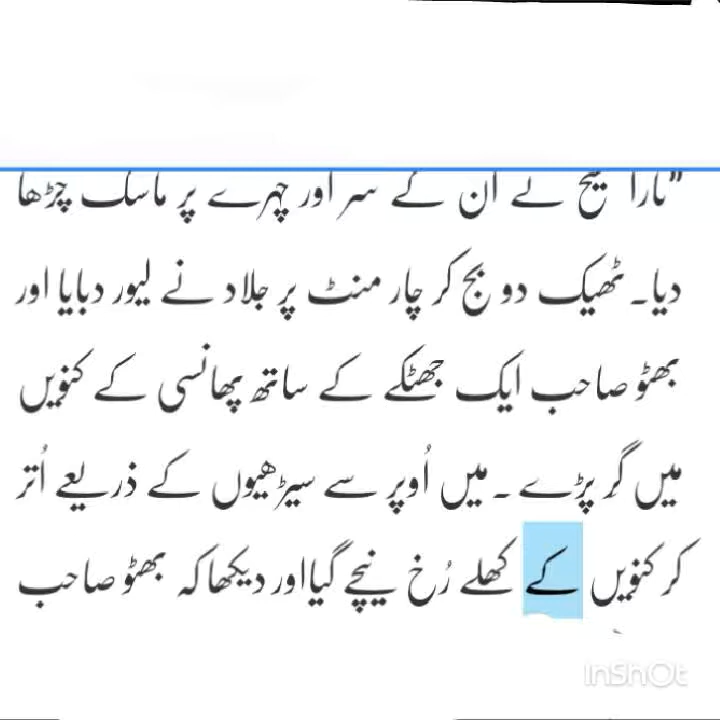 "تارا مسیح نے ان کے سر اور چہرے پر ماسک چڑھا
دیا۔ ٹھیک دو بج کر چار منٹ پر جلاد نے لیور دبایا اور
بھٹو صاحب ایک جھٹکے کے ساتھ پھانسی کے کنویں
میں گر پڑے ۔ میں اُوپر سے سیڑھیوں کے ذریعے اُتر
کر کنویں کے کھلے رُخ نیچے گیا اور دیکھا کہ بھٹو صاحب
InShOt